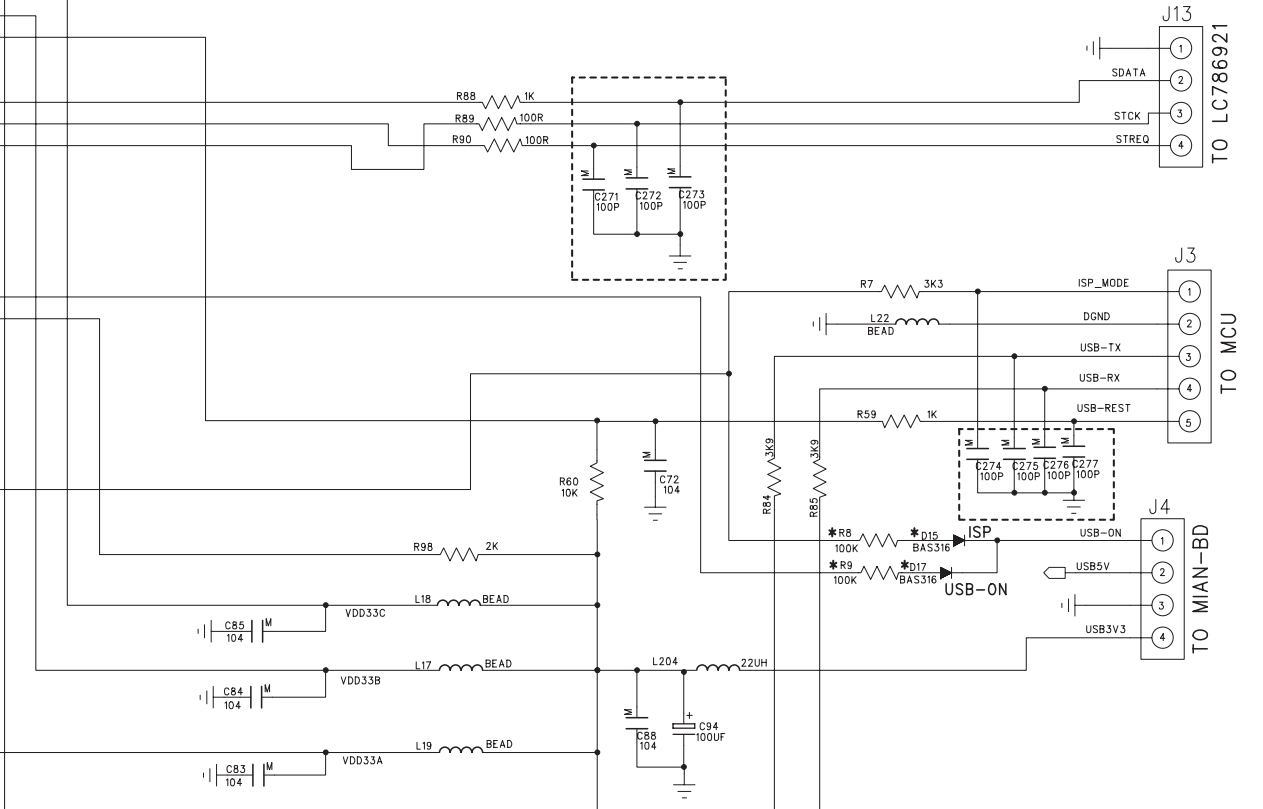 J13
TO LC786921
1
SDATA
2
R88
1K
R89
100R
STCK
3
R90
100R
STREQ
4
M
M
M
C271
100P
C272
100P
C273
100P
J3
TO MCU
R7
3K3
ISP_MODE
1
L22
BEAD
DGND
2
USB-TX
3
USB-RX
4
R59
1K
USB-REST
5
3K9
R84
3K9
R85
M
M
M
M
C274
100P
C275
100P
C276
100P
C277
100P
R60
10K
M
C72
104
J4
TO MIAN-BD
*R8
100K
*D15
BAS316
ISP
USB-ON
1
*R9
100K
*D17
BAS316
USB5V
2
USB-ON
3
USB3V3
4
R98
2K
L18
BEAD
VDD33C
C85
104
M
L17
BEAD
VDD33B
L204
22UH
C84
104
M
M
C88
104
+
C94
100UF
L19
BEAD
VDD33A
C83
104
M